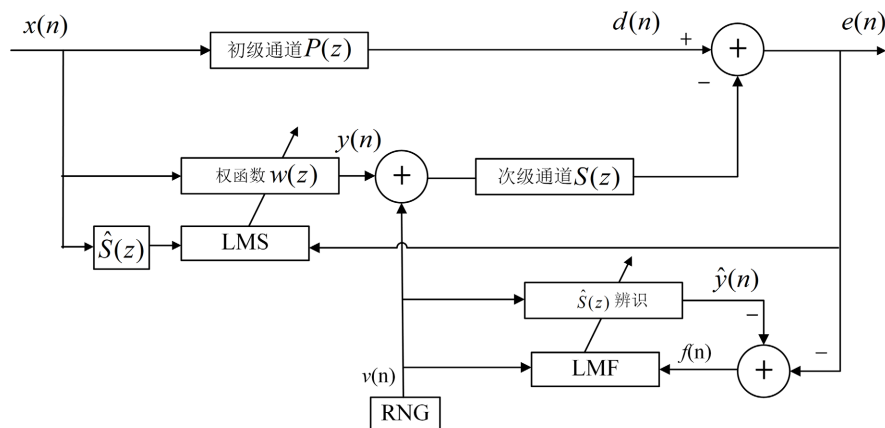 x(n)
d(n)
e(n)
初级通道P(z)
+
+
−
y(n)
权函数w(z)
+
次级通道S(z)
Ŝ(z)
LMS
ŷ(n)
Ŝ(z) 辨识
−
−
f(n)
LMF
+
v(n)
RNG